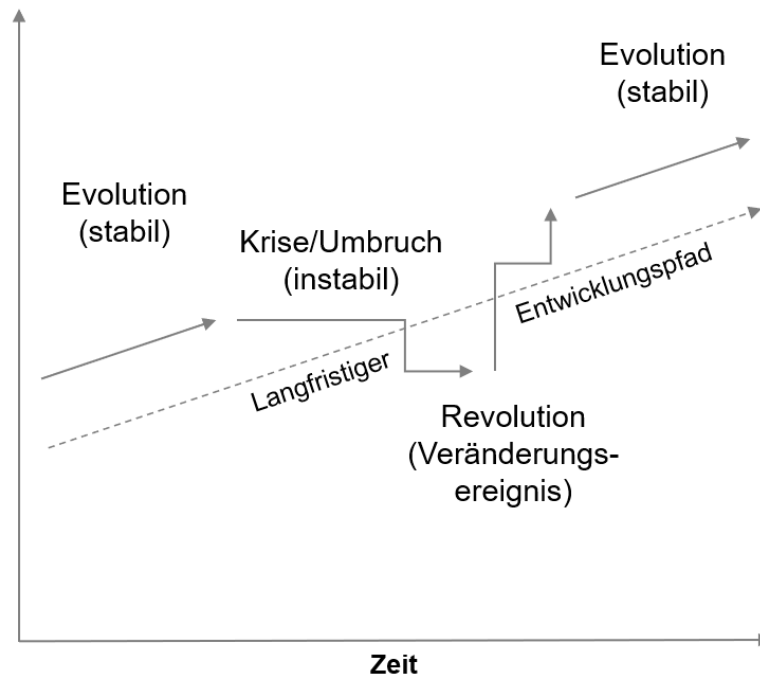 Evolution
(stabil)
Evolution
(stabil)
Krise/Umbruch
(instabil)
Langfristiger
Entwicklungspfad
Revolution
(Veränderungs-
ereignis)
Zeit